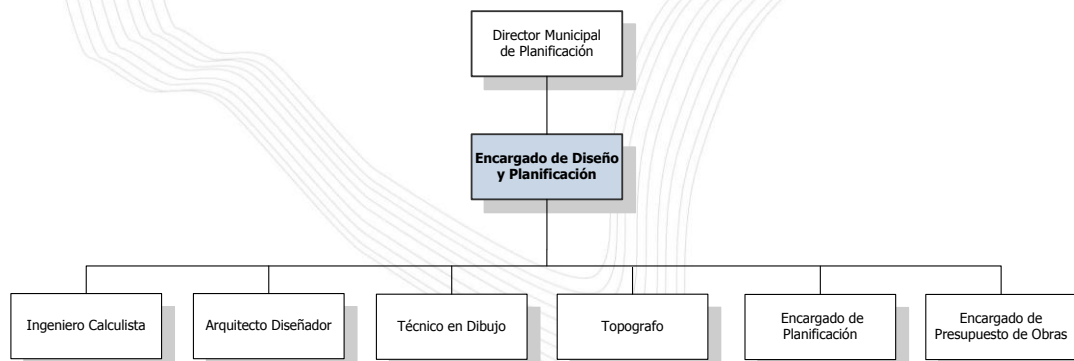 Director Municipal
de Planificación
Encargado de Diseño
y Planificación
Ingeniero Calculista
Arquitecto Diseñador
Técnico en Dibujo
Topografo
Encargado de
Planificación
Encargado de
Presupuesto de Obras